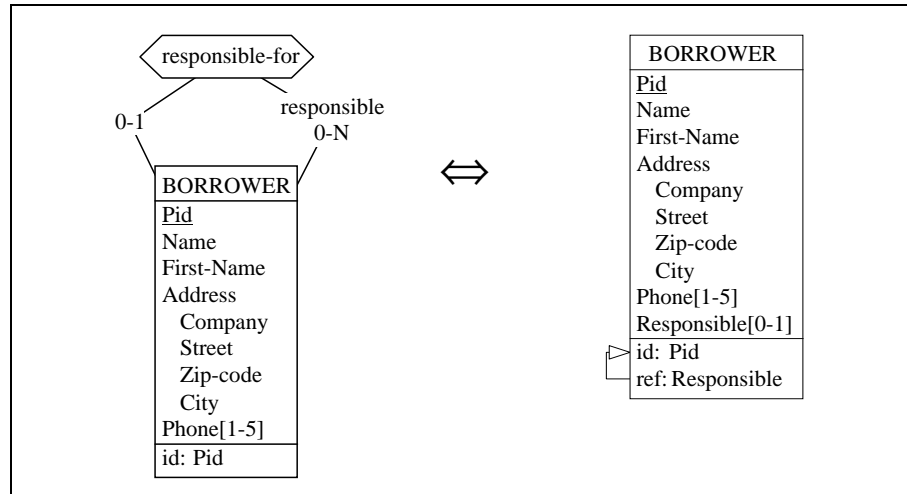 responsible-for
0-1
responsible
0-N
BORROWER
Pid
Name
First-Name
Address
Company
Street
Zip-code
City
Phone[1-5]
id: Pid
⇔
BORROWER
Pid
Name
First-Name
Address
Company
Street
Zip-code
City
Phone[1-5]
Responsible[0-1]
id: Pid
ref: Responsible